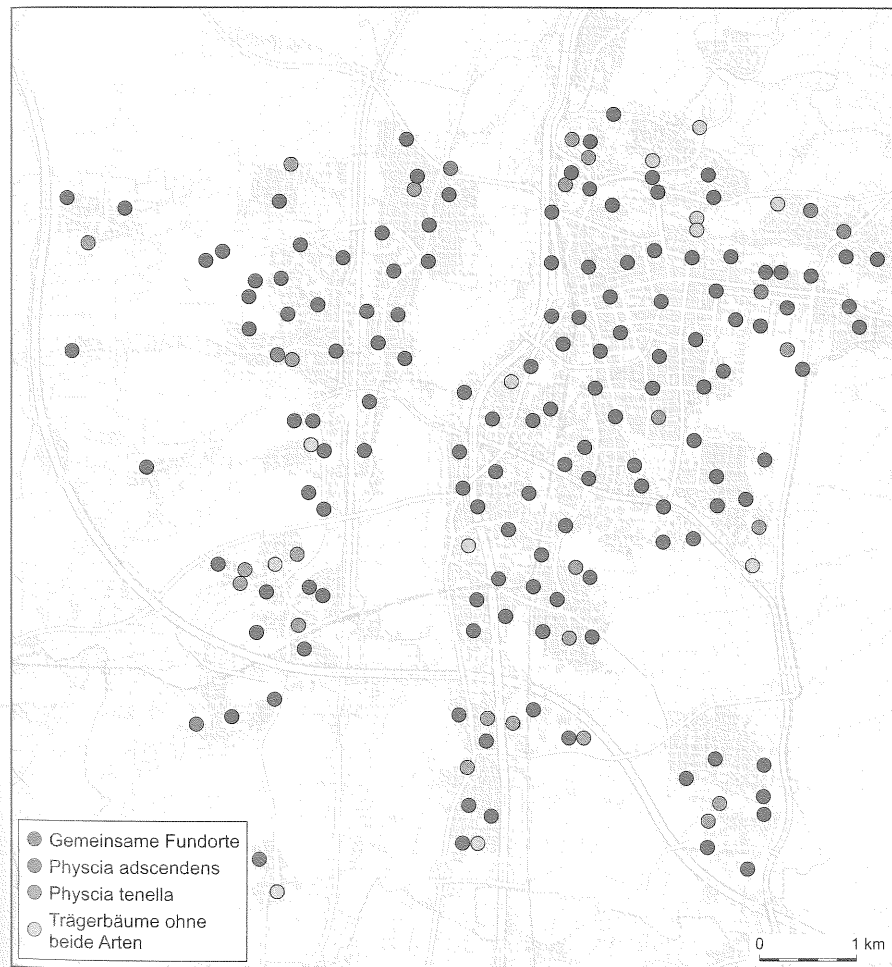 Gemeinsame Fundorte
Physcia adscendens
Physcia tenella
Trägerbäume ohne
beide Arten
0 1 km